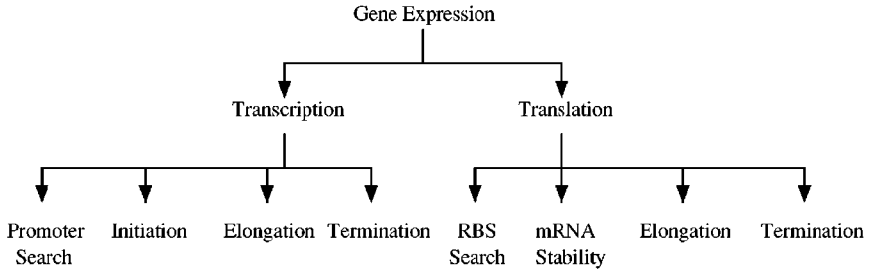 Gene Expression
Transcription Translation
Promoter Initiation Elongation Termination RBS mRNA Elongation Termination
Search Search Stability